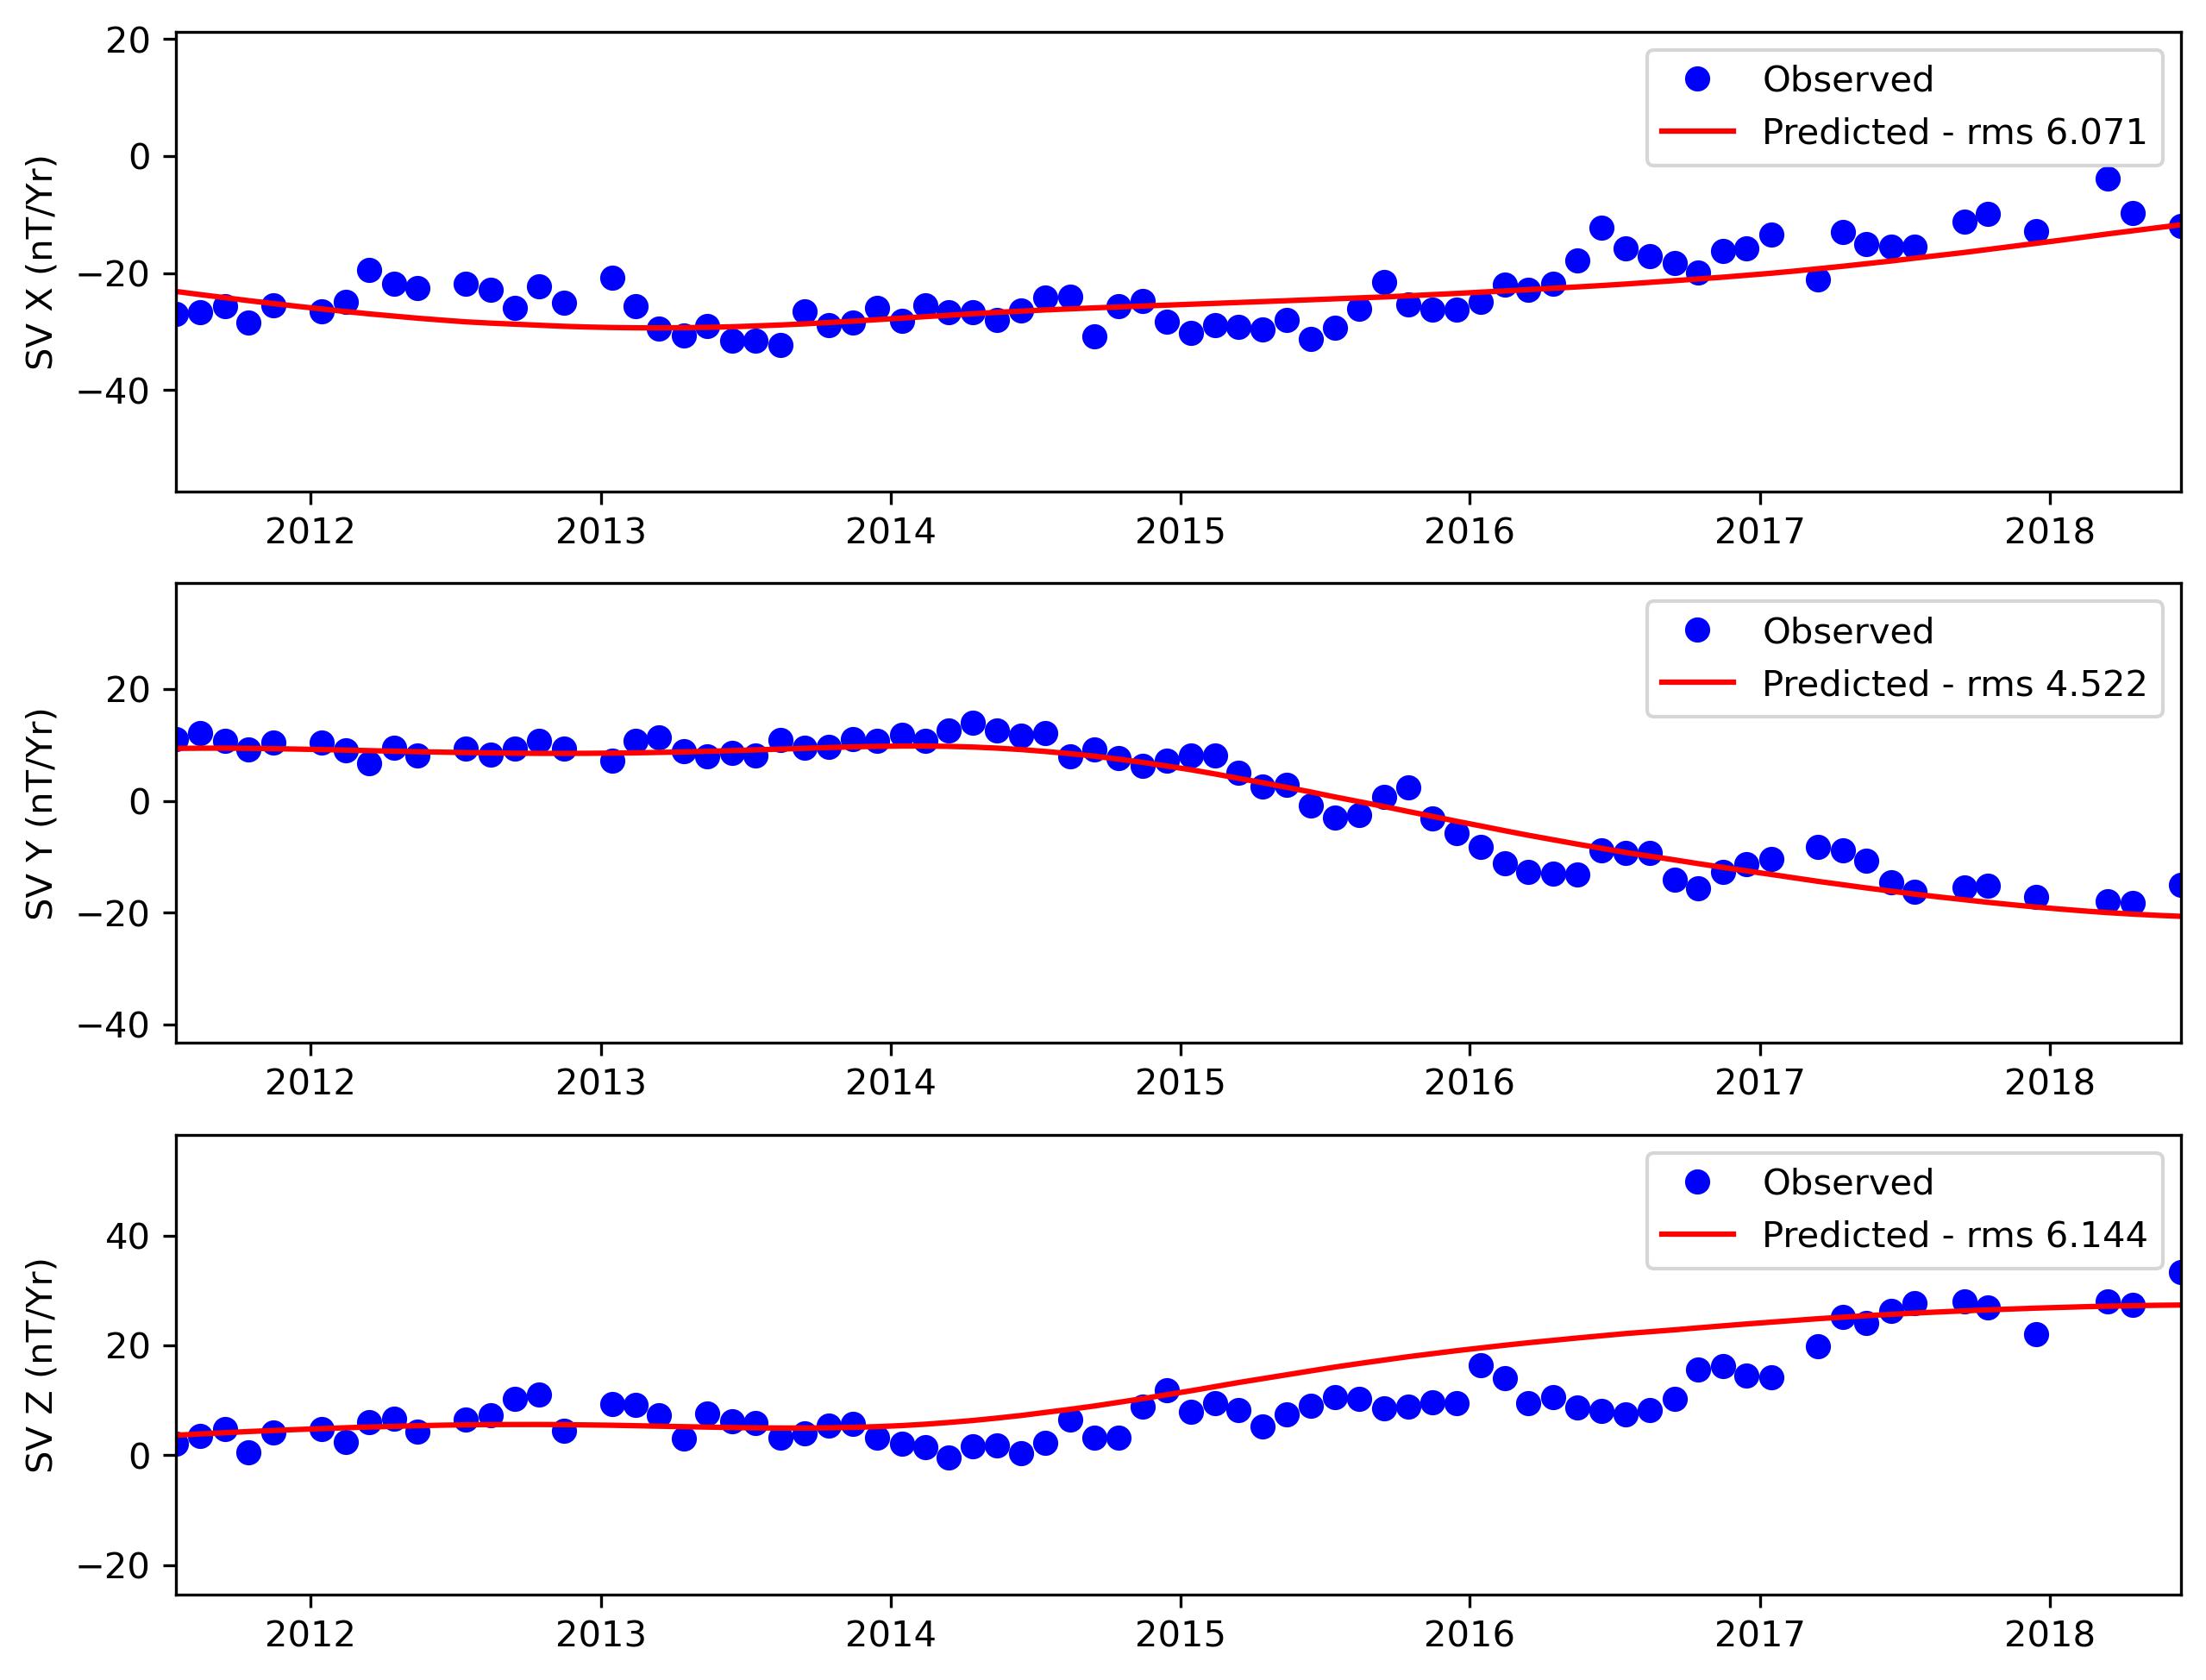 20
0
−20
−40
SV X (nT/Yr)
Observed
Predicted - rms 6.071
2012 2013 2014 2015 2016 2017 2018
20
0
−20
−40
SV Y (nT/Yr)
Observed
Predicted - rms 4.522
2012 2013 2014 2015 2016 2017 2018
40
20
0
−20
SV Z (nT/Yr)
Observed
Predicted - rms 6.144
2012 2013 2014 2015 2016 2017 2018